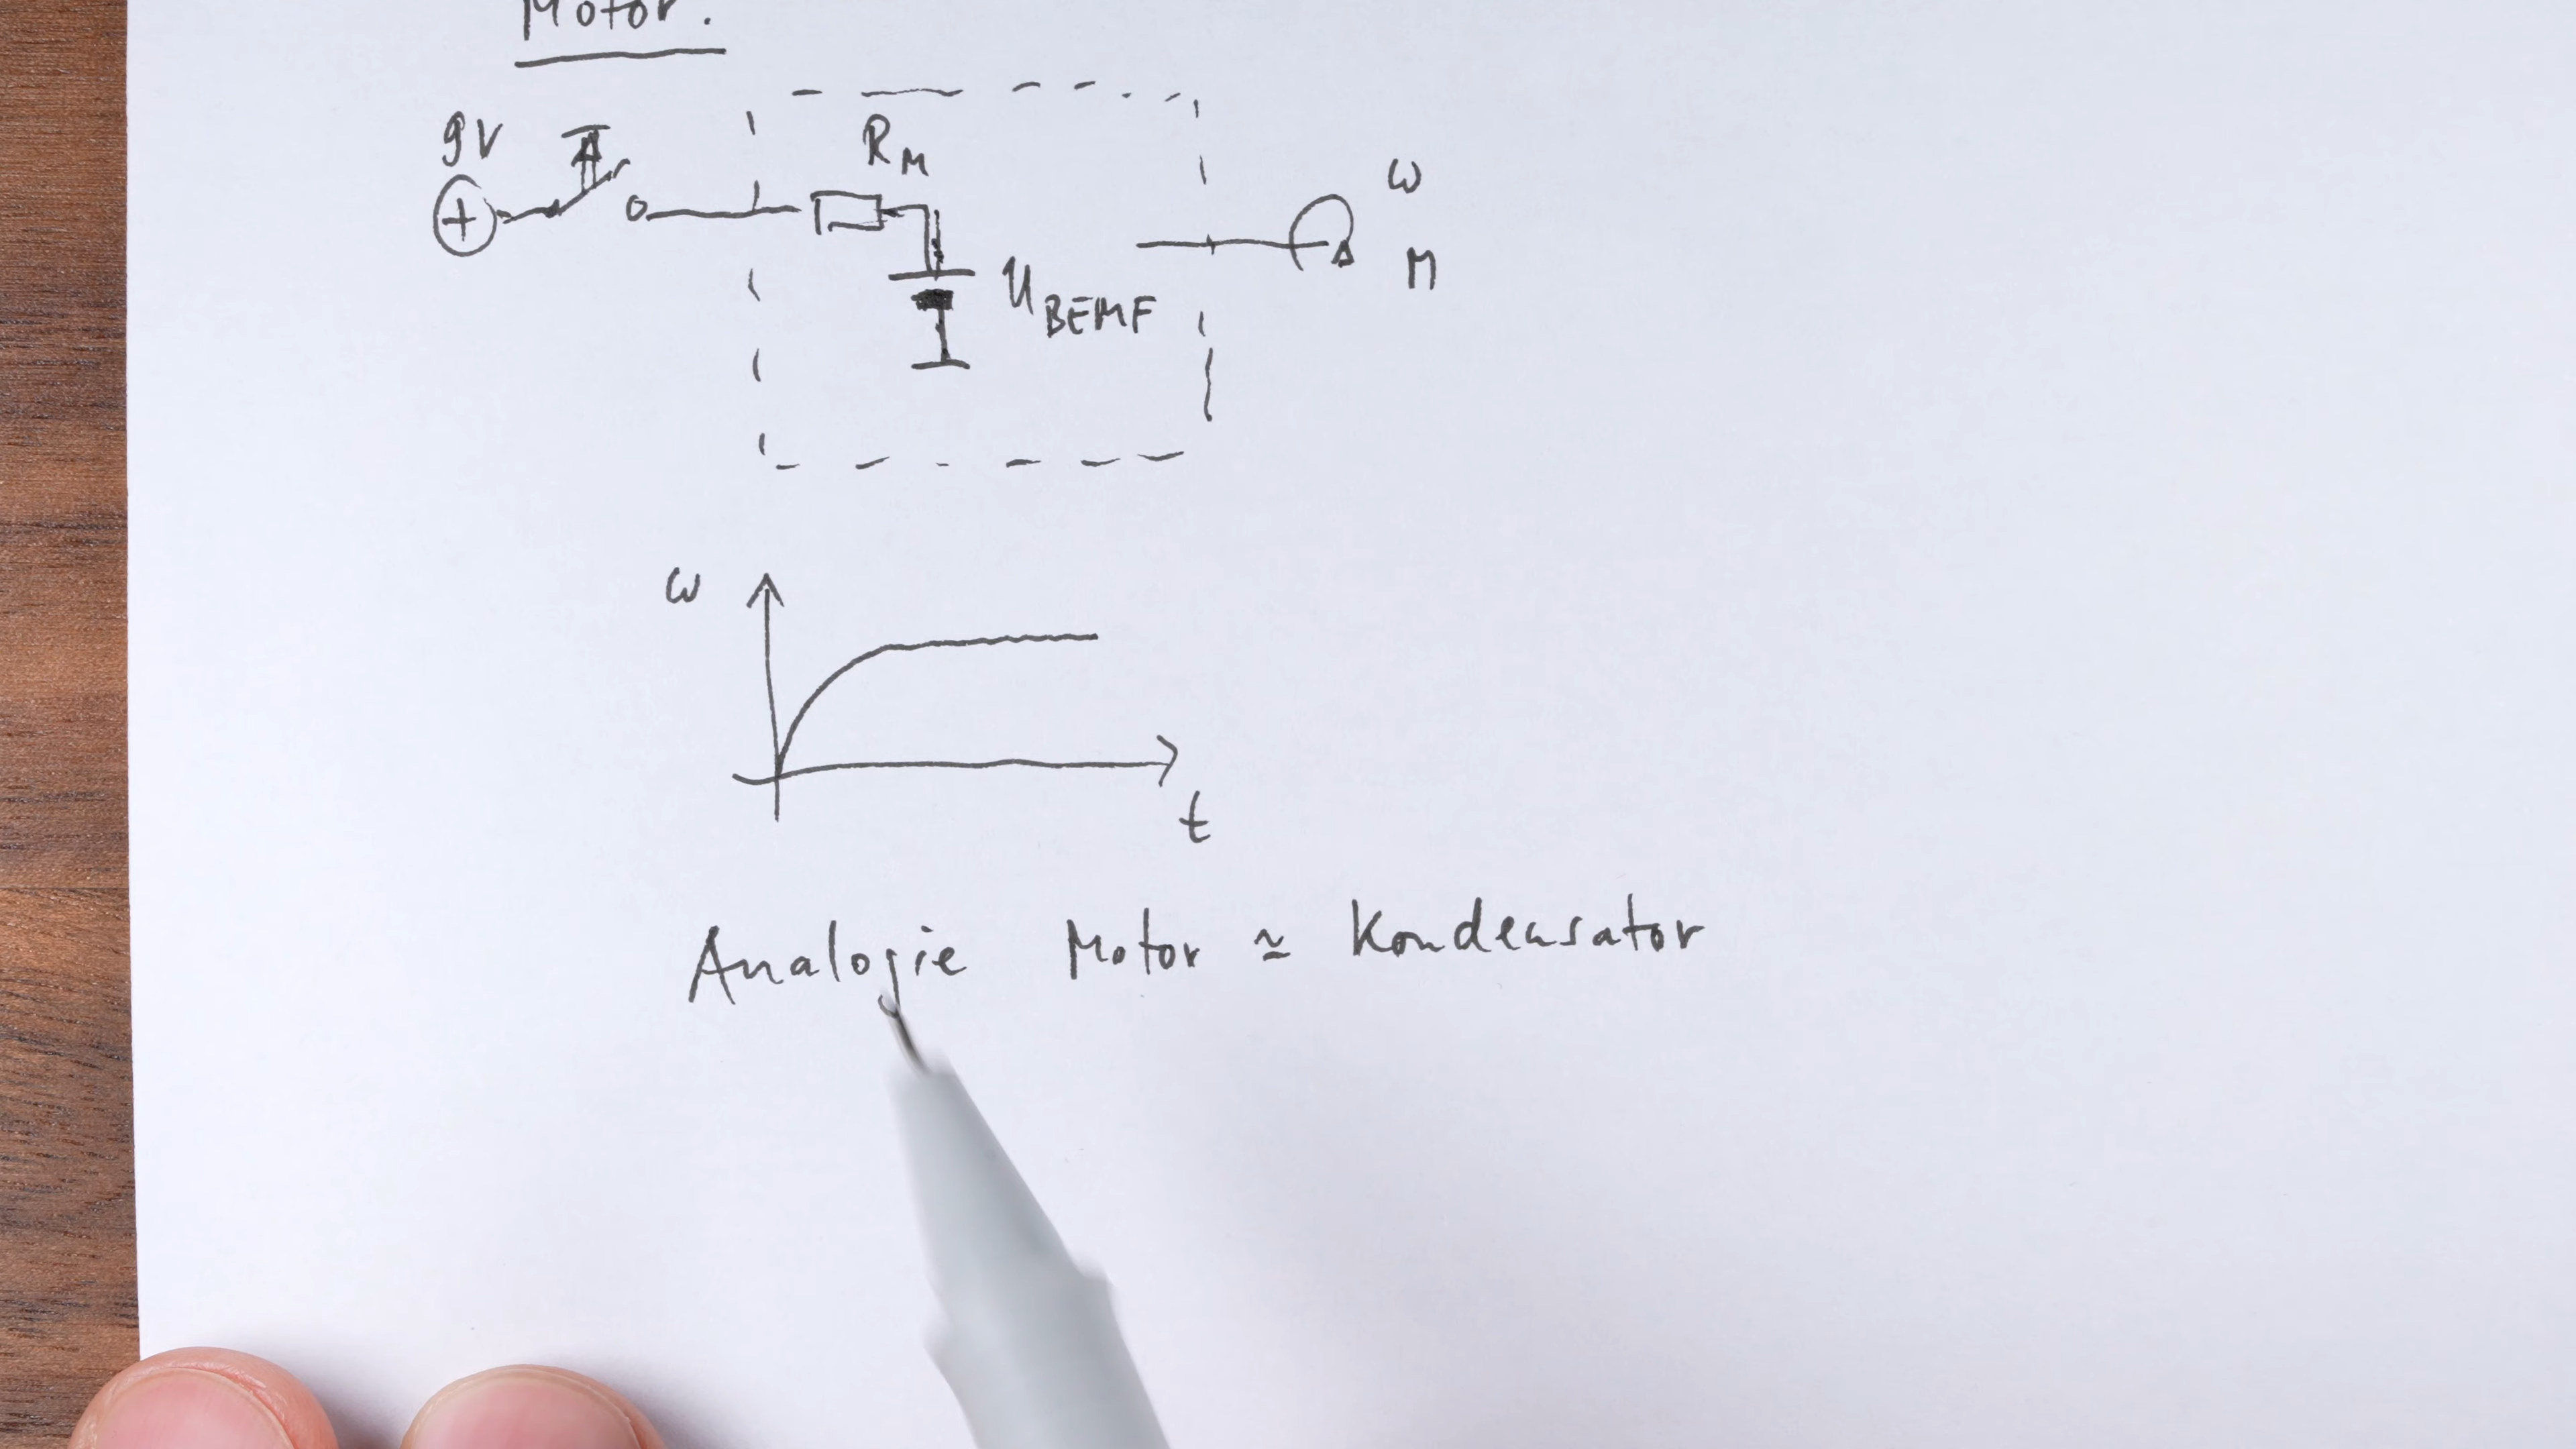 Motor.
9V
R_M
ω
M
U_BEMF
ω
t
Analogie Motor ≃ Kondensator